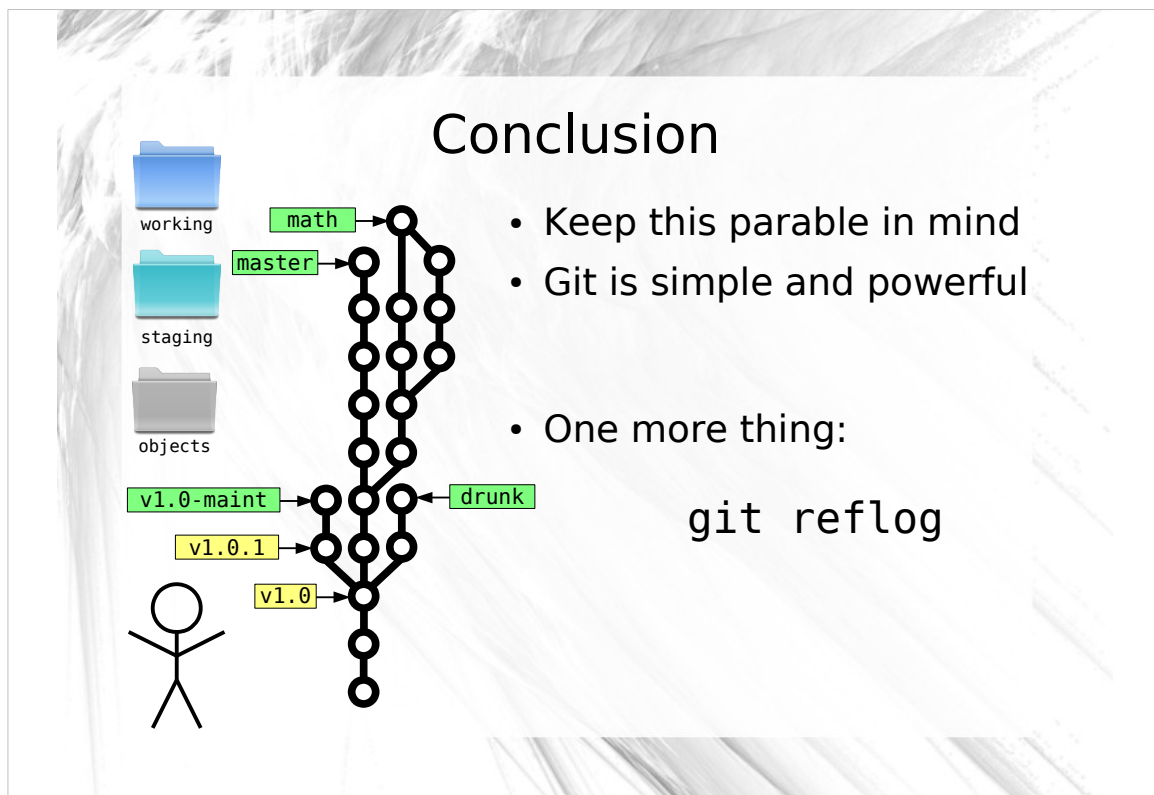 Conclusion
working
staging
objects
math
master
v1.0-maint
drunk
v1.0.1
v1.0
• Keep this parable in mind
• Git is simple and powerful
• One more thing:
git reflog